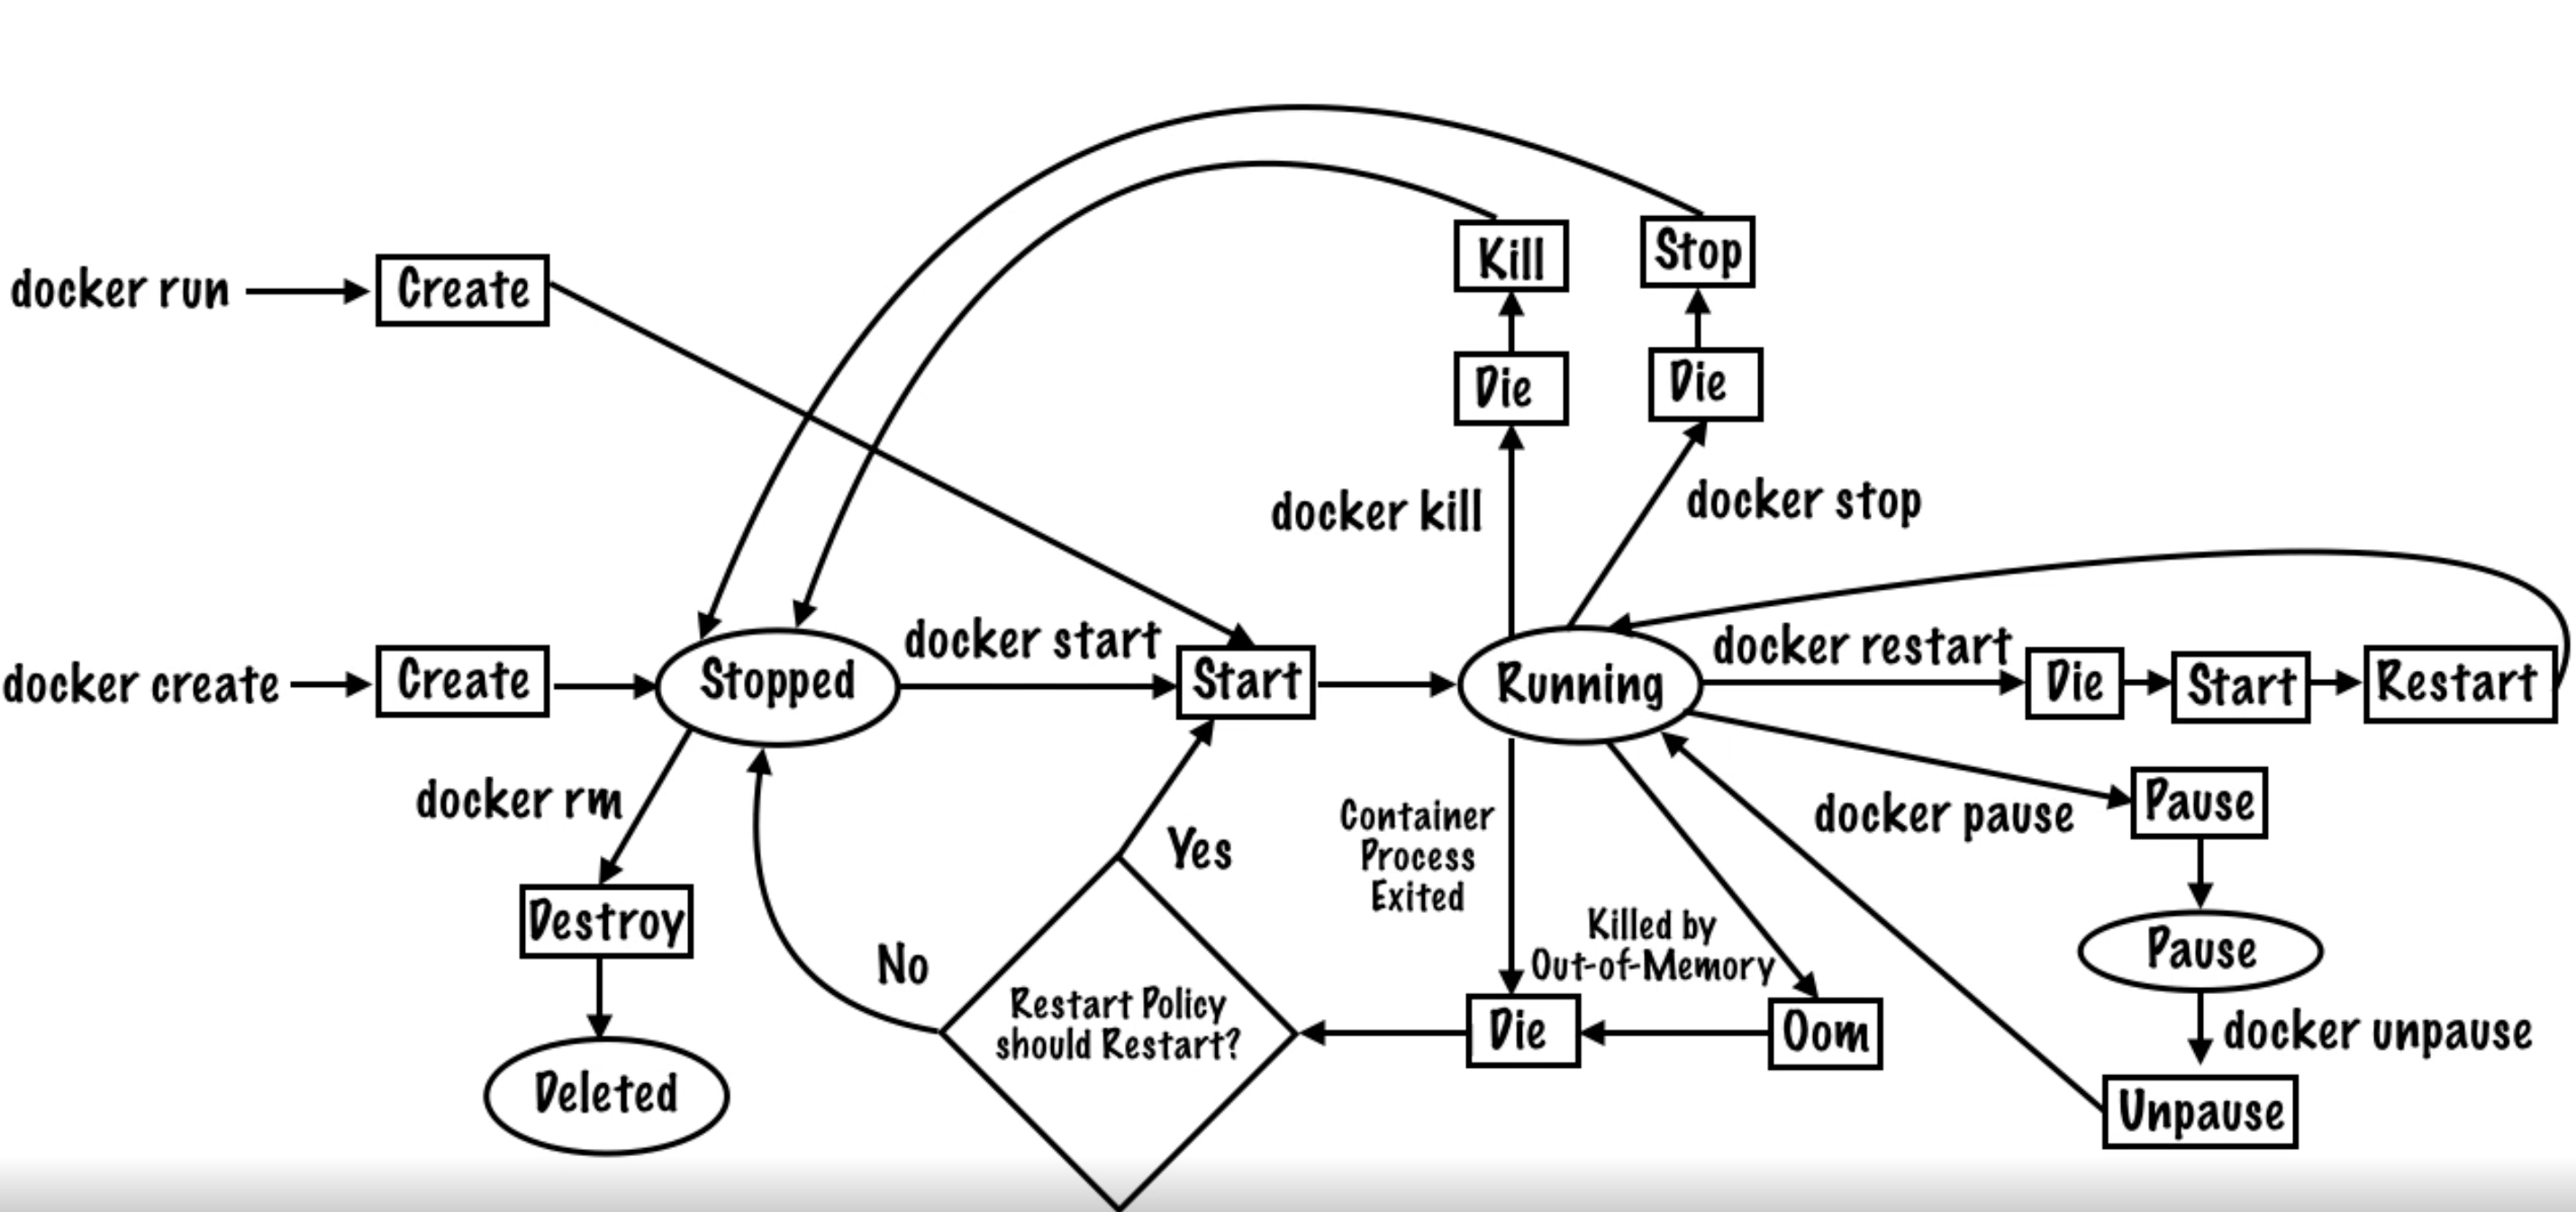 Kill
Stop
docker run
Create
Die
Die
docker kill
docker stop
docker create
Create
Stopped
docker start
Start
Running
docker restart
Die
Start
Restart
docker rm
Destroy
Deleted
No
Yes
Restart Policy
should Restart?
Container
Process
Exited
Killed by
Out-of-Memory
Die
Oom
docker pause
Pause
Pause
docker unpause
Unpause